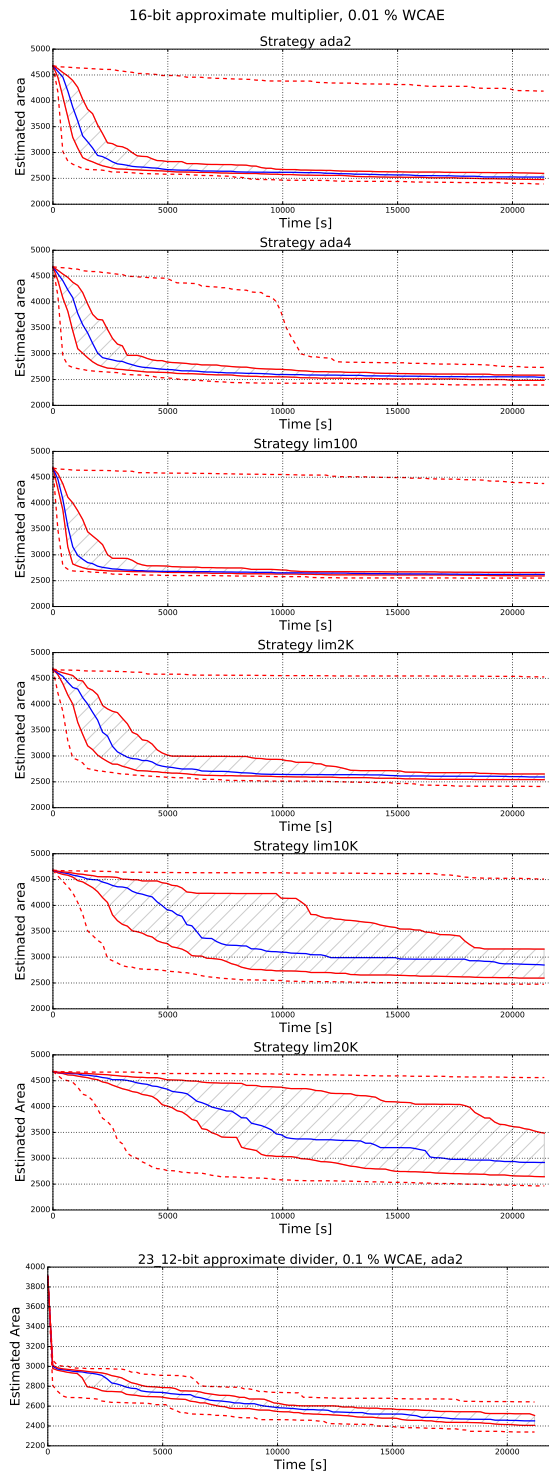 16-bit approximate multiplier, 0.01 % WCAE
Strategy ada2
5000
4500
4000
3500
3000
2500
2000
Estimated area
0 5000 10000 15000 20000
Time [s]
Strategy ada4
5000
4500
4000
3500
3000
2500
2000
Estimated area
0 5000 10000 15000 20000
Time [s]
Strategy lim100
5000
4500
4000
3500
3000
2500
2000
Estimated area
0 5000 10000 15000 20000
Time [s]
Strategy lim2K
5000
4500
4000
3500
3000
2500
2000
Estimated area
0 5000 10000 15000 20000
Time [s]
Strategy lim10K
5000
4500
4000
3500
3000
2500
2000
Estimated area
0 5000 10000 15000 20000
Time [s]
Strategy lim20K
5000
4500
4000
3500
3000
2500
2000
Estimated Area
0 5000 10000 15000 20000
Time [s]
23_12-bit approximate divider, 0.1 % WCAE, ada2
4000
3800
3600
3400
3200
3000
2800
2600
2400
2200
Estimated Area
0 5000 10000 15000 20000
Time [s]